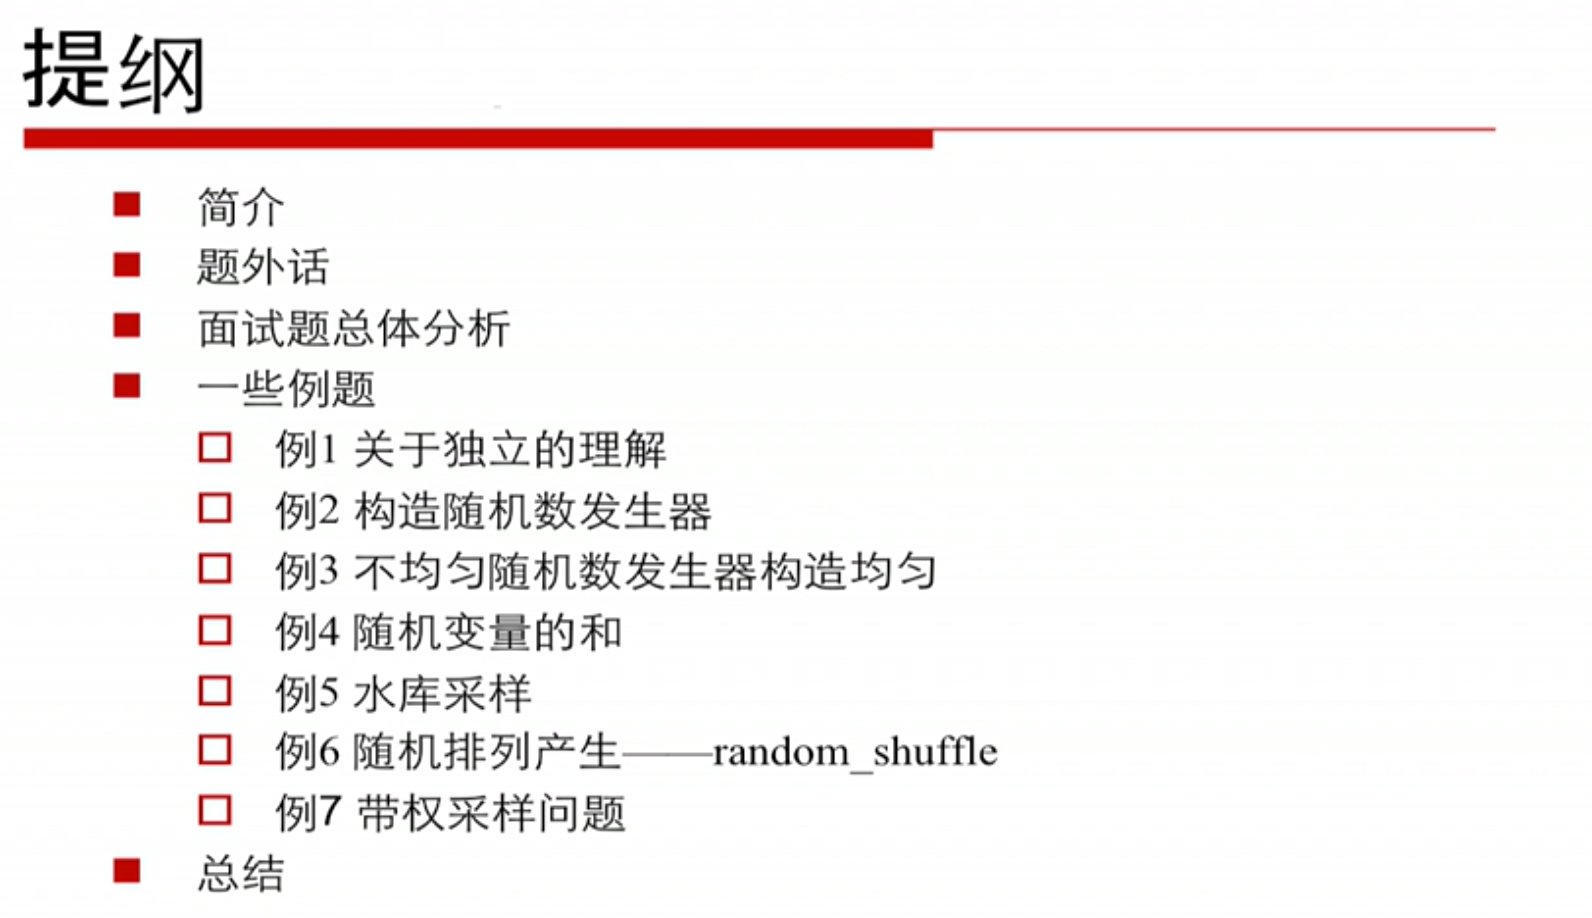 提纲
简介
题外话
面试题总体分析
一些例题
例1 关于独立的理解
例2 构造随机数发生器
例3 不均匀随机数发生器构造均匀
例4 随机变量的和
例5 水库采样
例6 随机排列产生——random_shuffle
例7 带权采样问题
总结